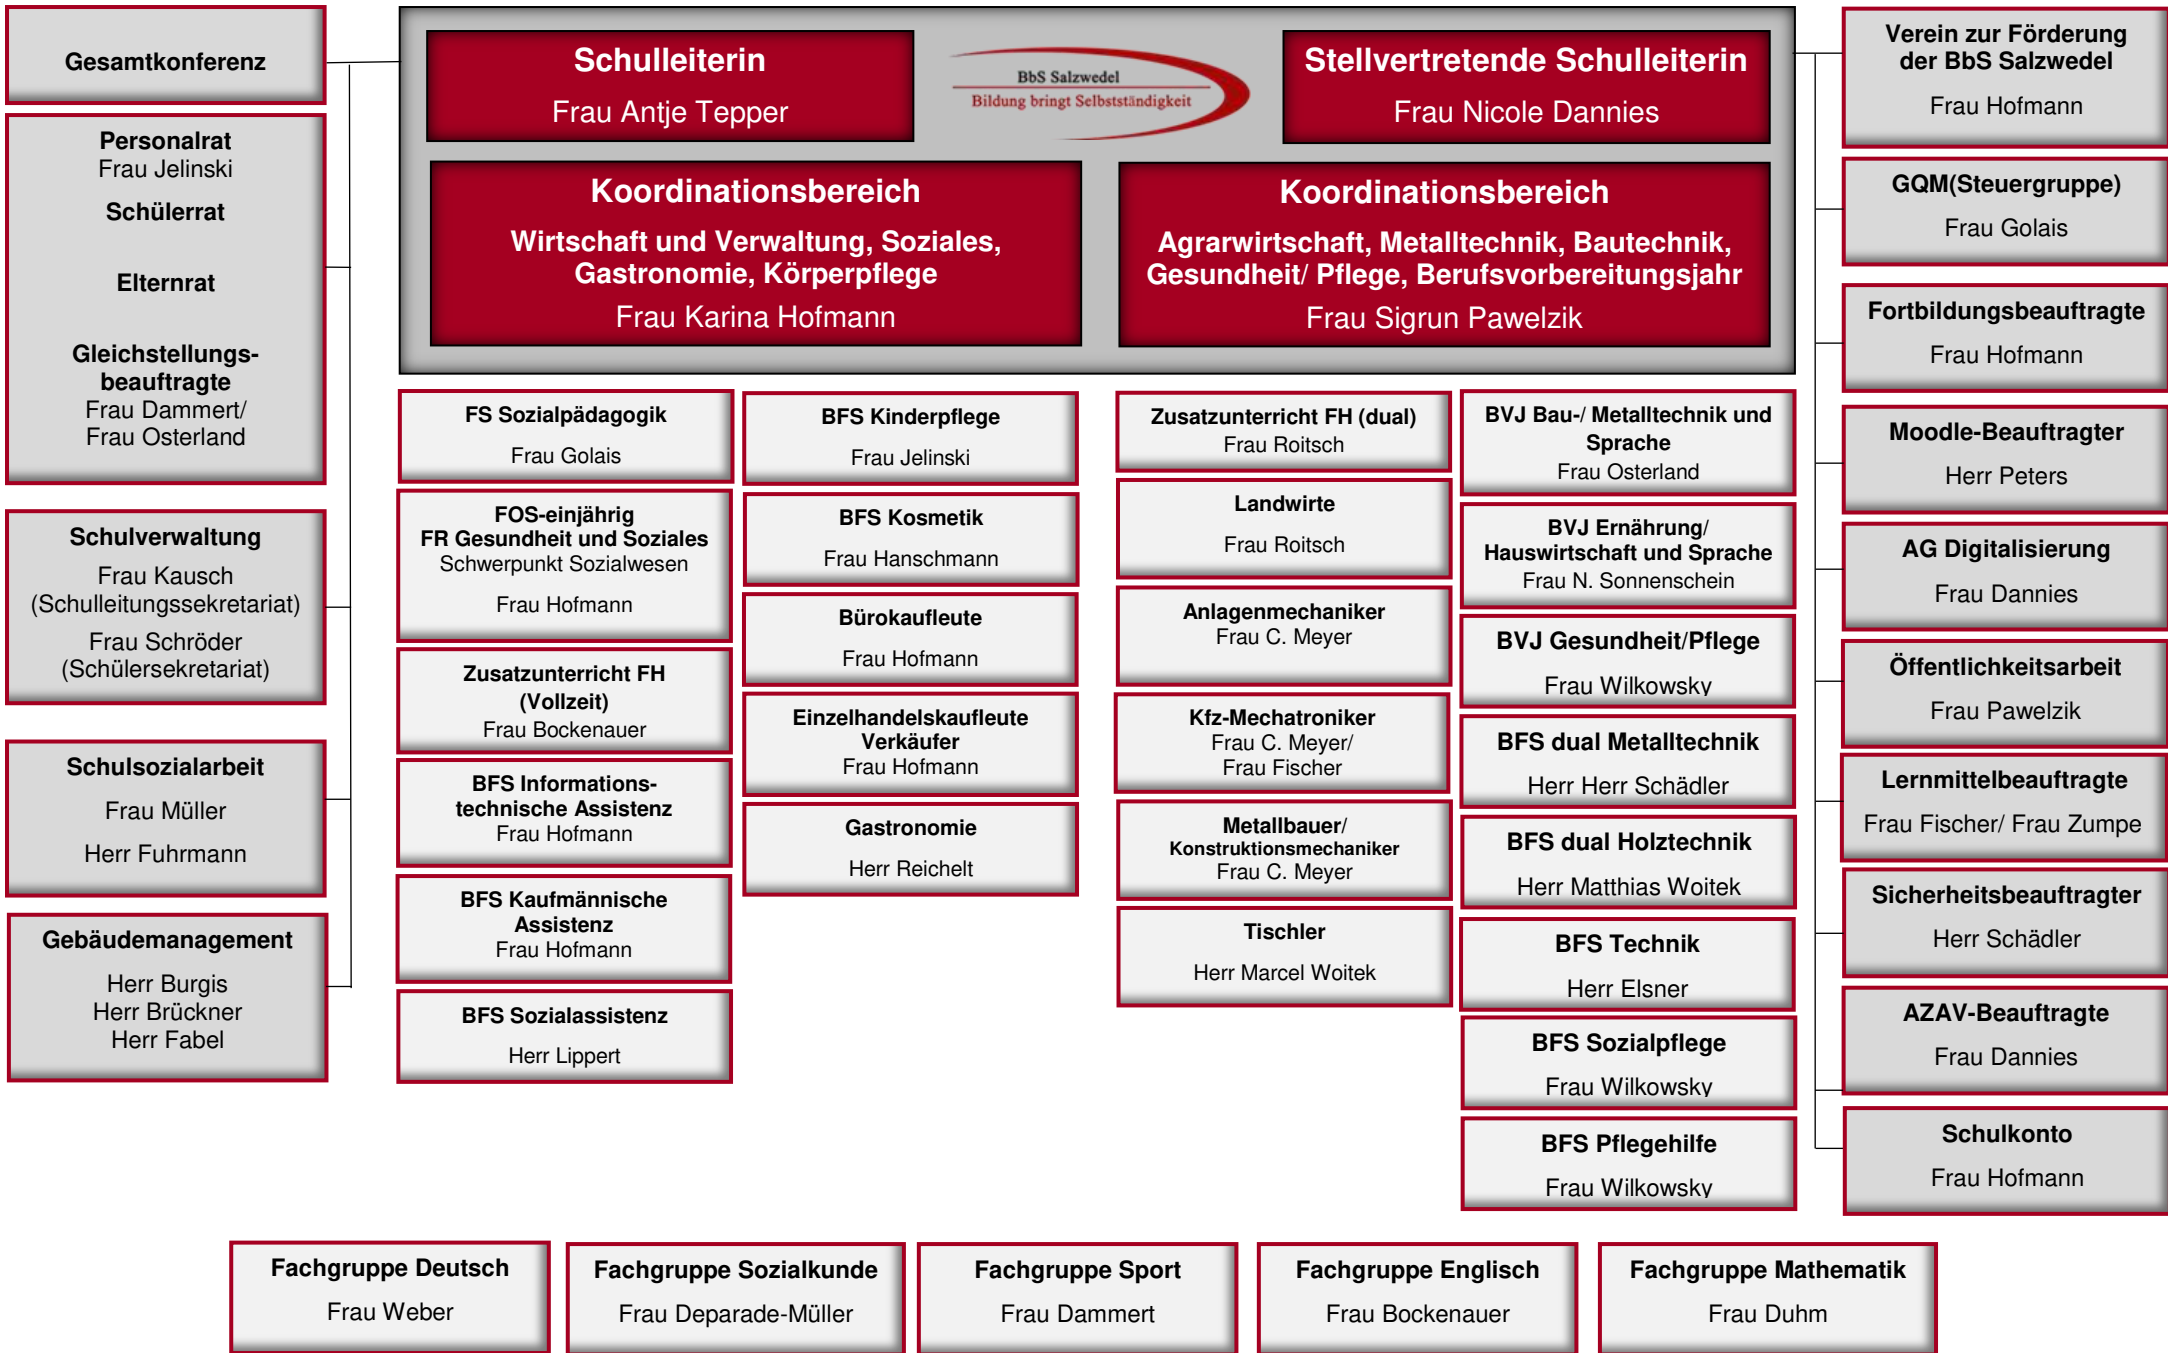 Gesamtkonferenz
Personalrat
Frau Jelinski
Schülerrat
Elternrat
Gleichstellungs-
beauftragte
Frau Dammert/
Frau Osterland
Schulverwaltung
Frau Kausch
(Schulleitungssekretariat)
Frau Schröder
(Schülersekretariat)
Schulsozialarbeit
Frau Müller
Herr Fuhrmann
Gebäudemanagement
Herr Burgis
Herr Brückner
Herr Fabel
Schulleiterin
Frau Antje Tepper
BbS Salzwedel
Bildung bringt Selbstständigkeit
Stellvertretende Schulleiterin
Frau Nicole Dannies
Koordinationsbereich
Wirtschaft und Verwaltung, Soziales,
Gastronomie, Körperpflege
Frau Karina Hofmann
Koordinationsbereich
Agrarwirtschaft, Metalltechnik, Bautechnik,
Gesundheit/ Pflege, Berufsvorbereitungsjahr
Frau Sigrun Pawelzik
FS Sozialpädagogik
Frau Golais
FOS-einjährig
FR Gesundheit und Soziales
Schwerpunkt Sozialwesen
Frau Hofmann
Zusatzunterricht FH
(Vollzeit)
Frau Bockenauer
BFS Informations-
technische Assistenz
Frau Hofmann
BFS Kaufmännische
Assistenz
Frau Hofmann
BFS Sozialassistenz
Herr Lippert
BFS Kinderpflege
Frau Jelinski
BFS Kosmetik
Frau Hanschmann
Bürokaufleute
Frau Hofmann
Einzelhandelskaufleute
Verkäufer
Frau Hofmann
Gastronomie
Herr Reichelt
Zusatzunterricht FH (dual)
Frau Roitsch
Landwirte
Frau Roitsch
Anlagenmechaniker
Frau C. Meyer
Kfz-Mechatroniker
Frau C. Meyer/
Frau Fischer
Metallbauer/
Konstruktionsmechaniker
Frau C. Meyer
Tischler
Herr Marcel Woitek
BVJ Bau-/ Metalltechnik und
Sprache
Frau Osterland
BVJ Ernährung/
Hauswirtschaft und Sprache
Frau N. Sonnenschein
BVJ Gesundheit/Pflege
Frau Wilkowsky
BFS dual Metalltechnik
Herr Herr Schädler
BFS dual Holztechnik
Herr Matthias Woitek
BFS Technik
Herr Elsner
BFS Sozialpflege
Frau Wilkowsky
BFS Pflegehilfe
Frau Wilkowsky
Verein zur Förderung
der BbS Salzwedel
Frau Hofmann
GQM(Steuergruppe)
Frau Golais
Fortbildungsbeauftragte
Frau Hofmann
Moodle-Beauftragter
Herr Peters
AG Digitalisierung
Frau Dannies
Öffentlichkeitsarbeit
Frau Pawelzik
Lernmittelbeauftragte
Frau Fischer/ Frau Zumpe
Sicherheitsbeauftragter
Herr Schädler
AZAV-Beauftragte
Frau Dannies
Schulkonto
Frau Hofmann
Fachgruppe Deutsch
Frau Weber
Fachgruppe Sozialkunde
Frau Deparade-Müller
Fachgruppe Sport
Frau Dammert
Fachgruppe Englisch
Frau Bockenauer
Fachgruppe Mathematik
Frau Duhm